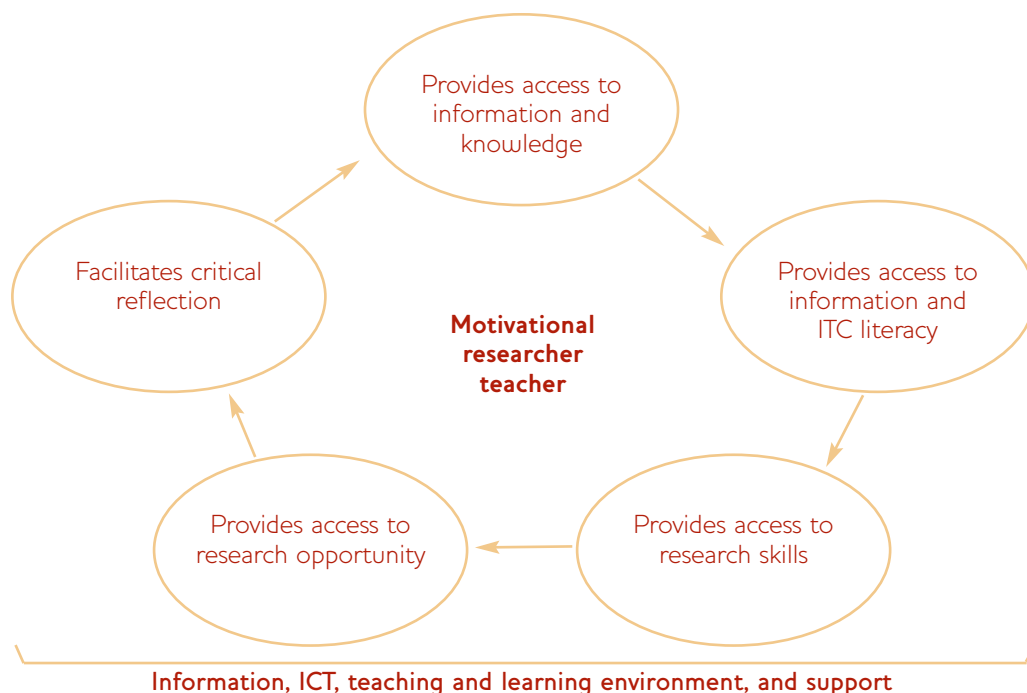 Provides access to
information and
knowledge
Provides access to
information and
ITC literacy
Provides access to
research skills
Provides access to
research opportunity
Facilitates critical
reflection
Motivational
researcher
teacher
Information, ICT, teaching and learning environment, and support